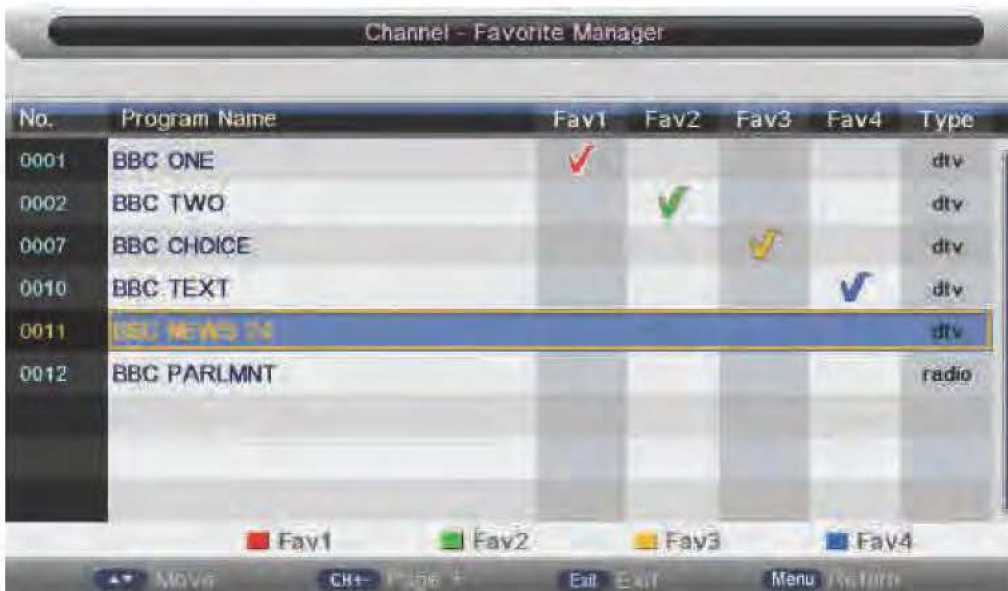 Channel - Favorite Manager
No. Program Name Fav1 Fav2 Fav3 Fav4 Type
0001 BBC ONE dtv
0002 BBC TWO dtv
0007 BBC CHOICE dtv
0010 BBC TEXT dtv
0011 BBC NEWS 24 dtv
0012 BBC PARLMNT radio
Fav1 Fav2 Fav3 Fav4
Move CH+- Page Exit Exit Menu Return